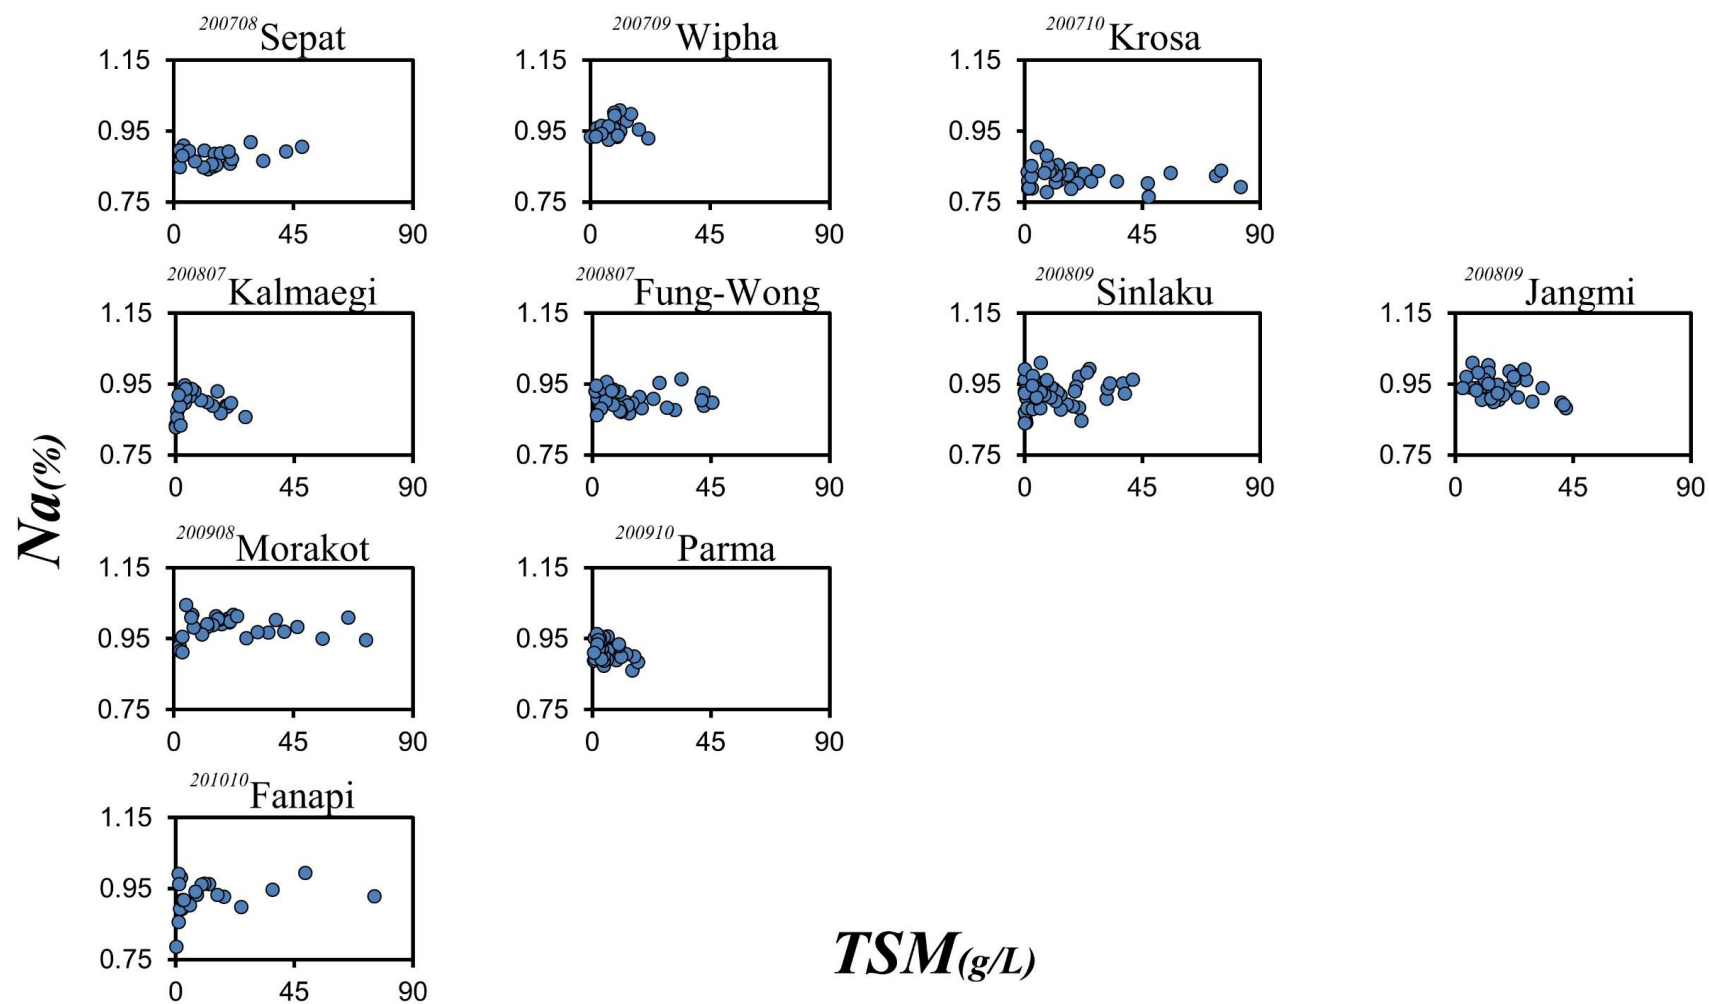 200708Sepat 200709Wipha 200710Krosa
1.15 1.15 1.15
0.95 0.95 0.95
0.75 0.75 0.75
0 45 90 0 45 90 0 45 90
200807Kalmaegi 200807Fung-Wong 200809Sinlaku 200809Jangmi
1.15 1.15 1.15 1.15
0.95 0.95 0.95 0.95
0.75 0.75 0.75 0.75
0 45 90 0 45 90 0 45 90 0 45 90
Na(%)
200908Morakot 200910Parma
1.15 1.15
0.95 0.95
0.75 0.75
0 45 90 0 45 90
201010Fanapi
1.15
0.95
0.75
0 45 90
TSM(g/L)